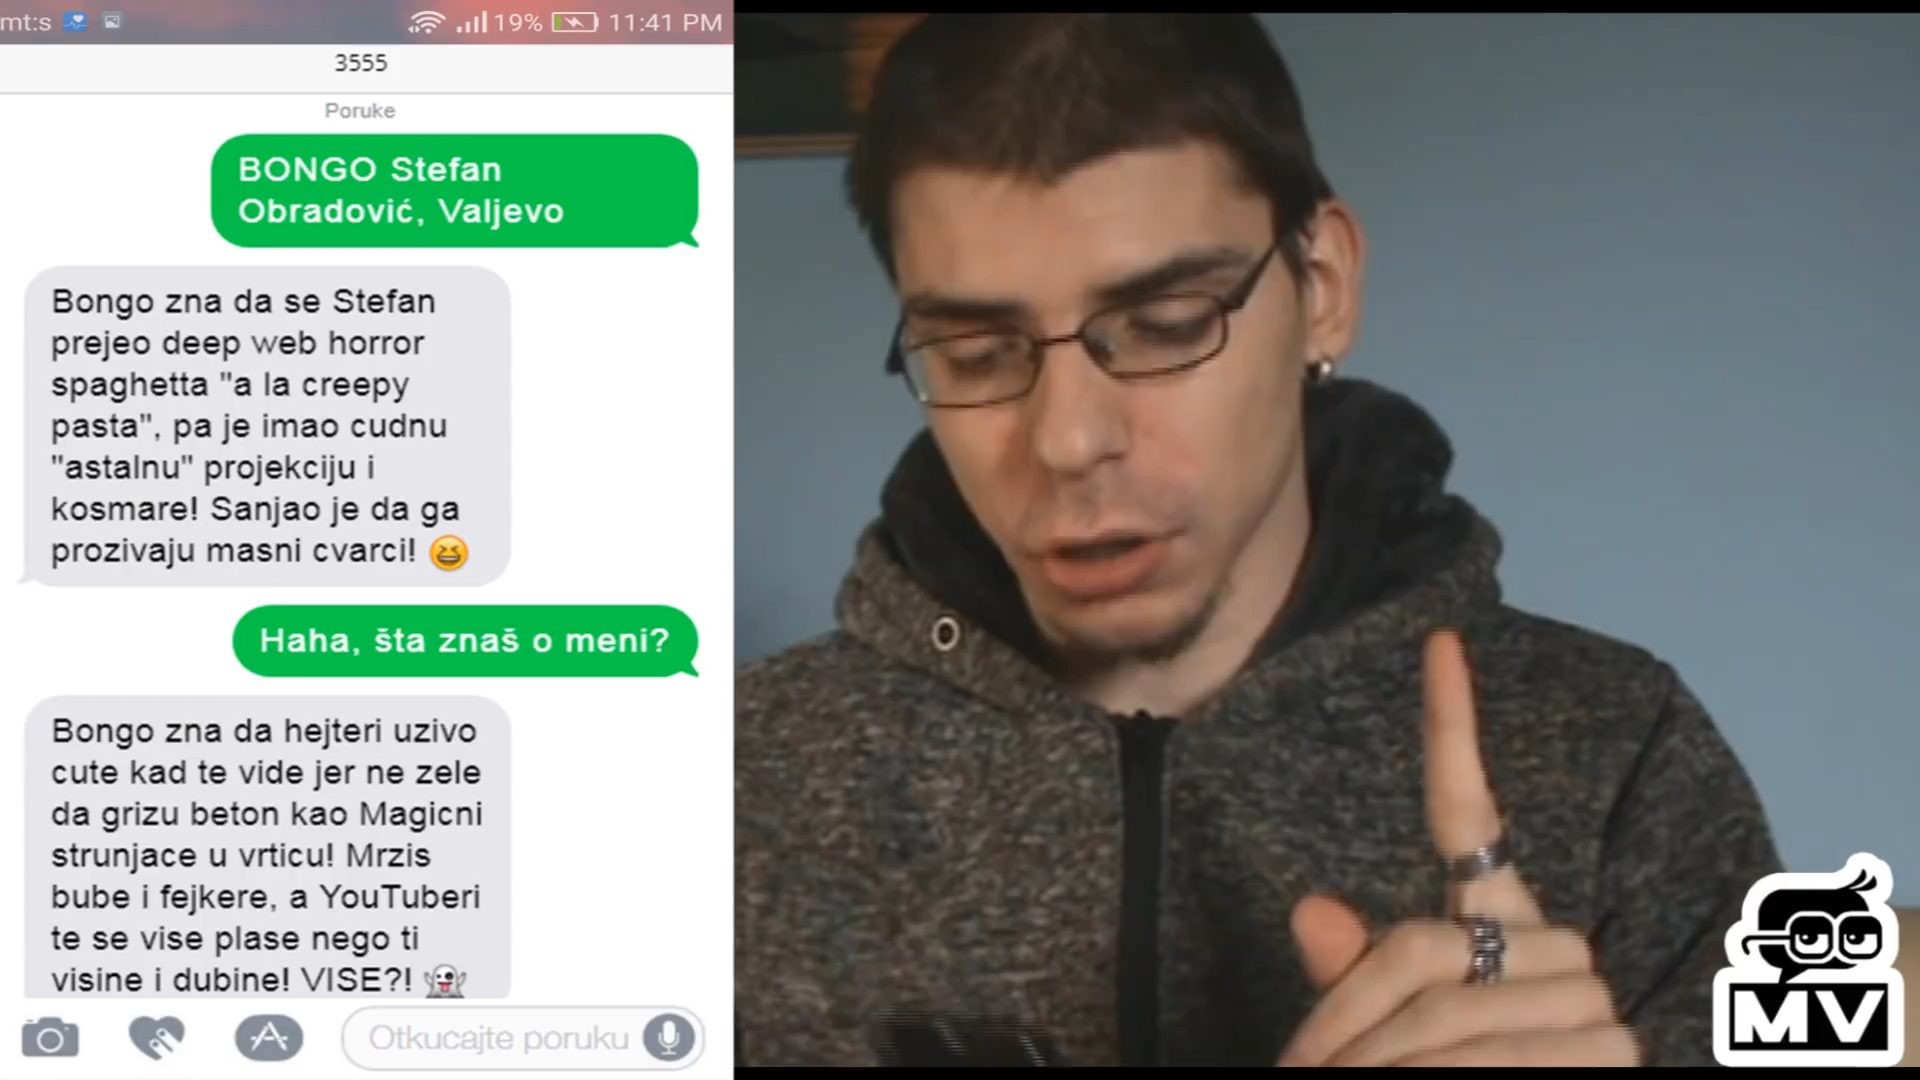 mt:s
19%
11:41 PM
3555
Poruke
BONGO Stefan
Obradović, Valjevo
Bongo zna da se Stefan
prejeo deep web horror
spaghetta "a la creepy
pasta", pa je imao cudnu
"astalnu" projekciju i
kosmare! Sanjao je da ga
prozivaju masni cvarci! 😆
Haha, šta znaš o meni?
Bongo zna da hejteri uzivo
cute kad te vide jer ne zele
da grizu beton kao Magicni
strunjace u vrticu! Mrzis
bube i fejkere, a YouTuberi
te se vise plase nego ti
visine i dubine! VISE?! 👻
Otkucajte poruku
MV